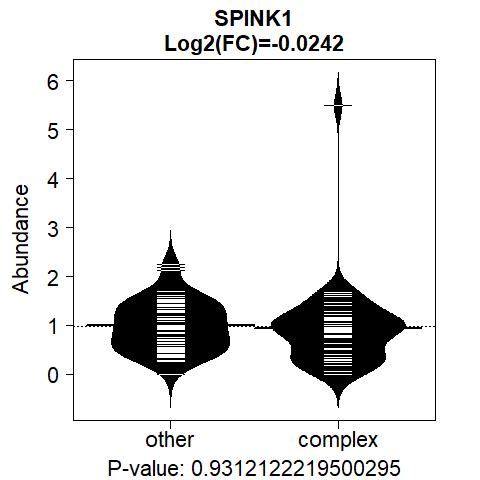 SPINK1
Log2(FC)=-0.0242
Abundance
6
5
4
3
2
1
0
other
complex
P-value: 0.9312122219500295